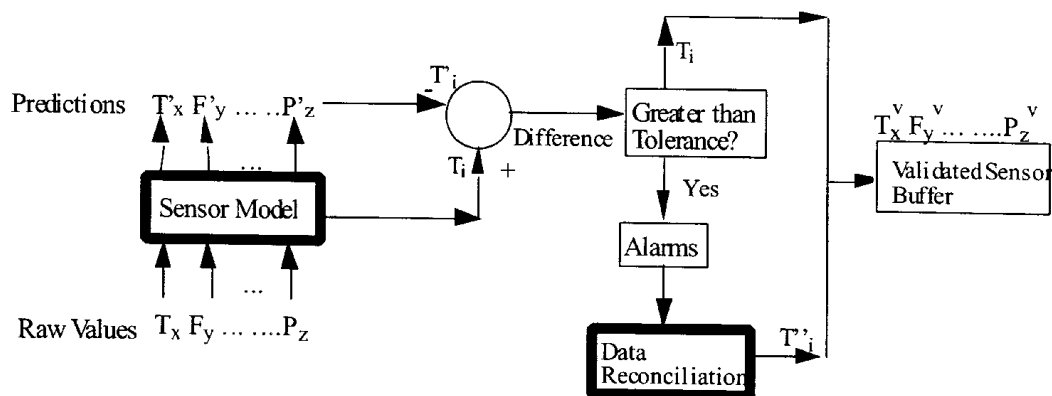 Predictions T'x F'y ... ...P'z
- T'i
Ti +
Difference
Ti
Greater than
Tolerance?
Yes
Alarms
Data
Reconciliation
T''i
Tx^v Fy^v ... ....Pz^v
Validated Sensor
Buffer
...
Sensor Model
...
Raw Values Tx Fy ... ....Pz